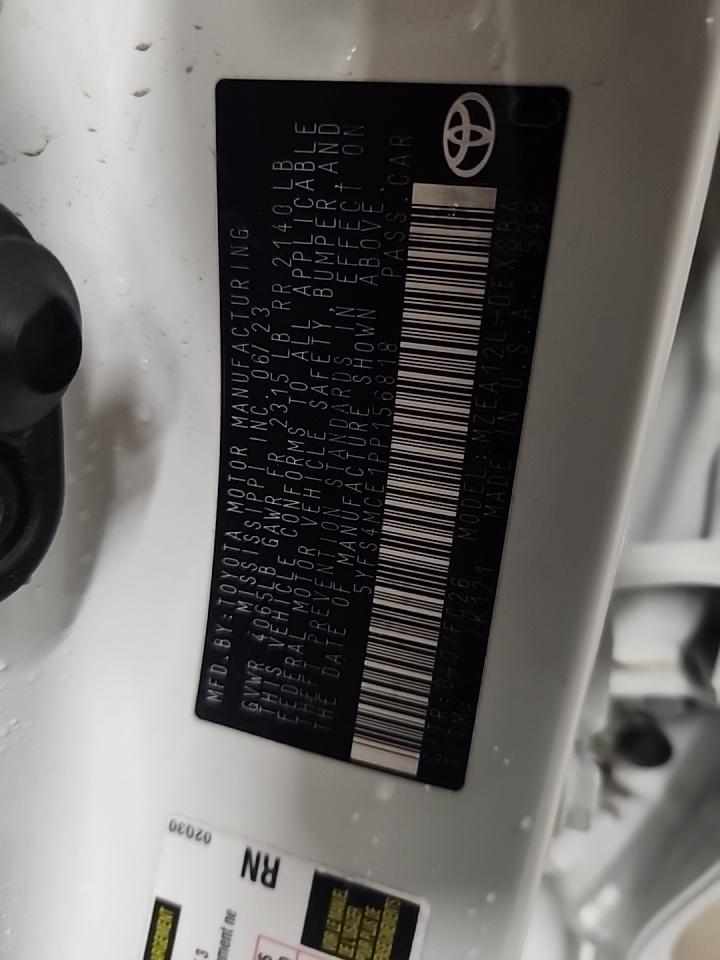 MFD.BY:TOYOTA MOTOR MANUFACTURING
MISSISSIPPI INC. 06/23
GVWR 4065LB GAWR FR 2315 LB RR 2140LB
THIS VEHICLE CONFORMS TO ALL APPLICABLE
FEDERAL MOTOR VEHICLE SAFETY, BUMPER, AND
THEFT PREVENTION STANDARDS IN EFFECT ON
THE DATE OF MANUFACTURE SHOWN ABOVE.
5YFS4MCE1PP156818 PASS.CAR
C/TR: 040/FC26 MODEL:MZEA12L-DEXSBA
A/TM: /K121 MADE IN U.S.A. 548
C
02030
RN